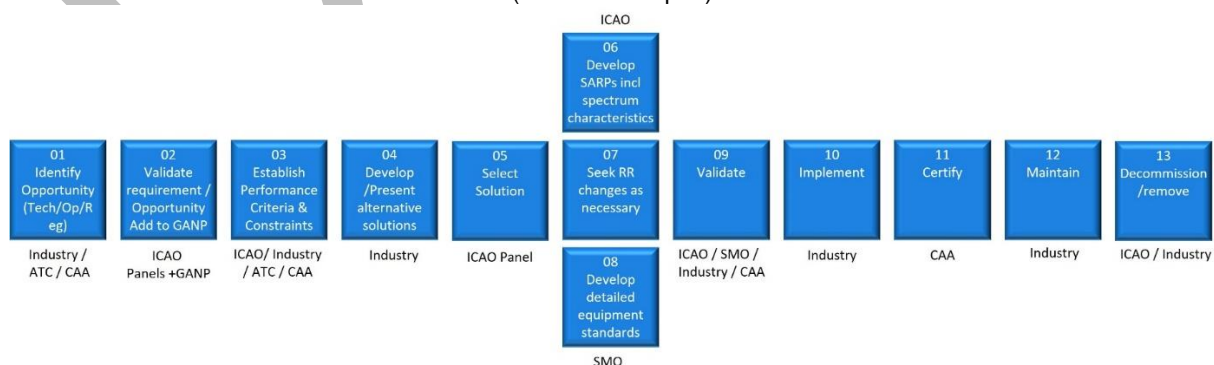 ICAO
06
Develop
SARPs incl
spectrum
characteristics
01
Identify
Opportunity
(Tech/Op/R
eg)
Industry /
ATC / CAA
02
Validate
requirement /
Opportunity
Add to GANP
ICAO
Panels +GANP
03
Establish
Performance
Criteria &
Constraints
ICAO/ Industry
/ ATC / CAA
04
Develop
/Present
alternative
solutions
Industry
05
Select
Solution
ICAO Panel
07
Seek RR
changes as
necessary
08
Develop
detailed
equipment
standards
SMO
09
Validate
ICAO / SMO /
Industry / CAA
10
Implement
Industry
11
Certify
CAA
12
Maintain
Industry
13
Decommission
/remove
ICAO / Industry